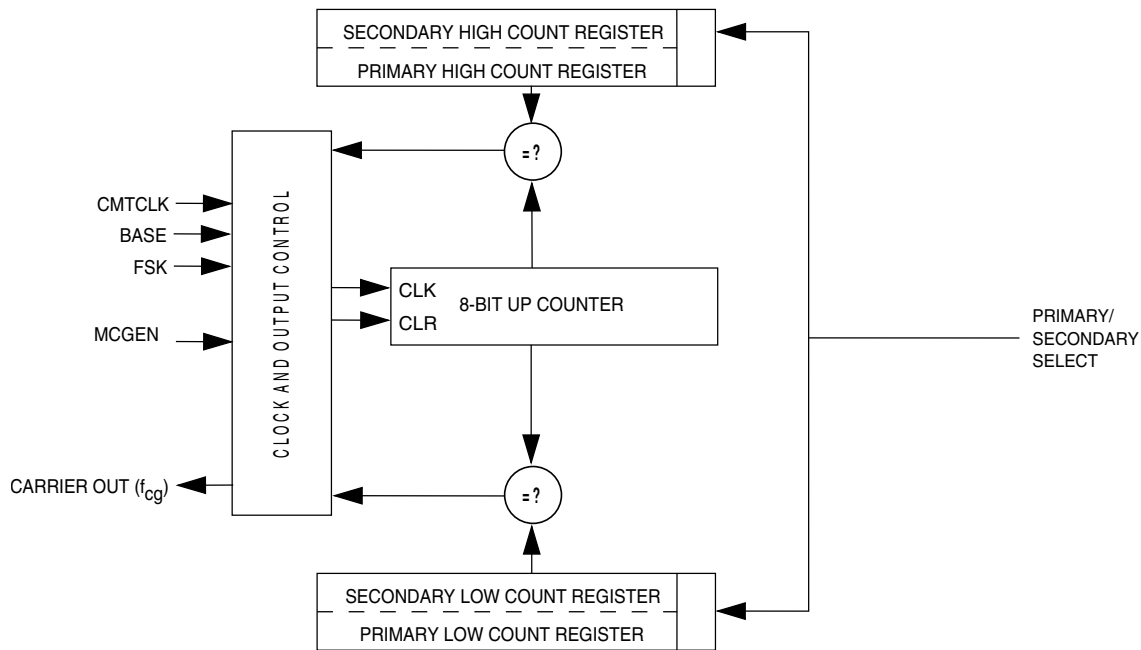 SECONDARY HIGH COUNT REGISTER
PRIMARY HIGH COUNT REGISTER
= ?
CMTCLK
BASE
FSK
MCGEN
CARRIER OUT (fcg)
CLOCK AND OUTPUT CONTROL
CLK
CLR
8-BIT UP COUNTER
PRIMARY/
SECONDARY
SELECT
= ?
SECONDARY LOW COUNT REGISTER
PRIMARY LOW COUNT REGISTER